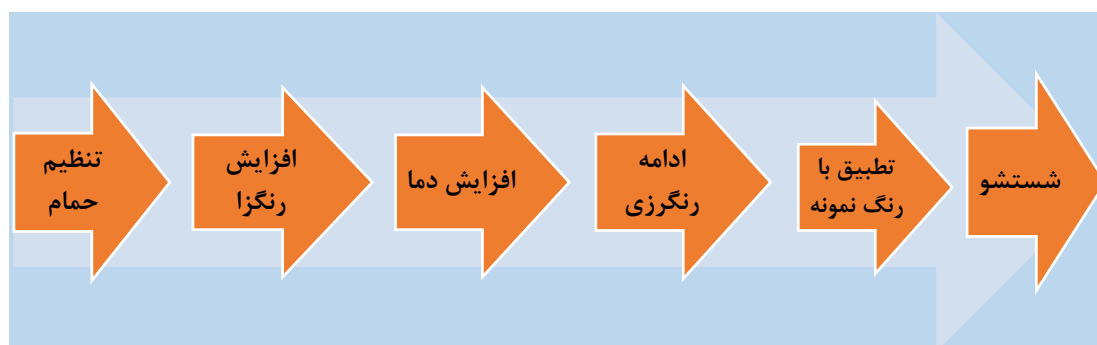 تنظیم
حمام
افزایش
رنگزا
افزایش دما
ادامه
رنگرزی
تطبیق با
رنگ نمونه
شستشو